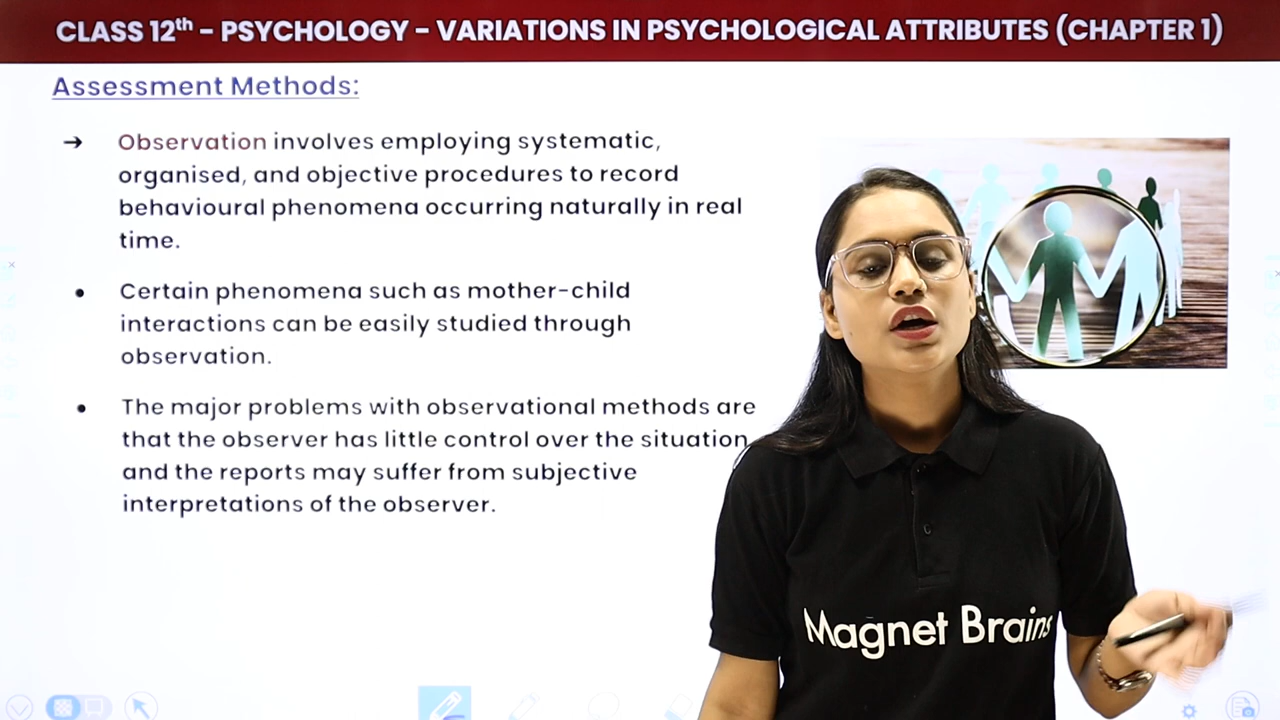 CLASS 12th – PSYCHOLOGY – VARIATIONS IN PSYCHOLOGICAL ATTRIBUTES (CHAPTER 1)
Assessment Methods:
→ Observation involves employing systematic,
organised, and objective procedures to record
behavioural phenomena occurring naturally in real
time.
• Certain phenomena such as mother-child
interactions can be easily studied through
observation.
• The major problems with observational methods are
that the observer has little control over the situation
and the reports may suffer from subjective
interpretations of the observer.
Magnet Brains